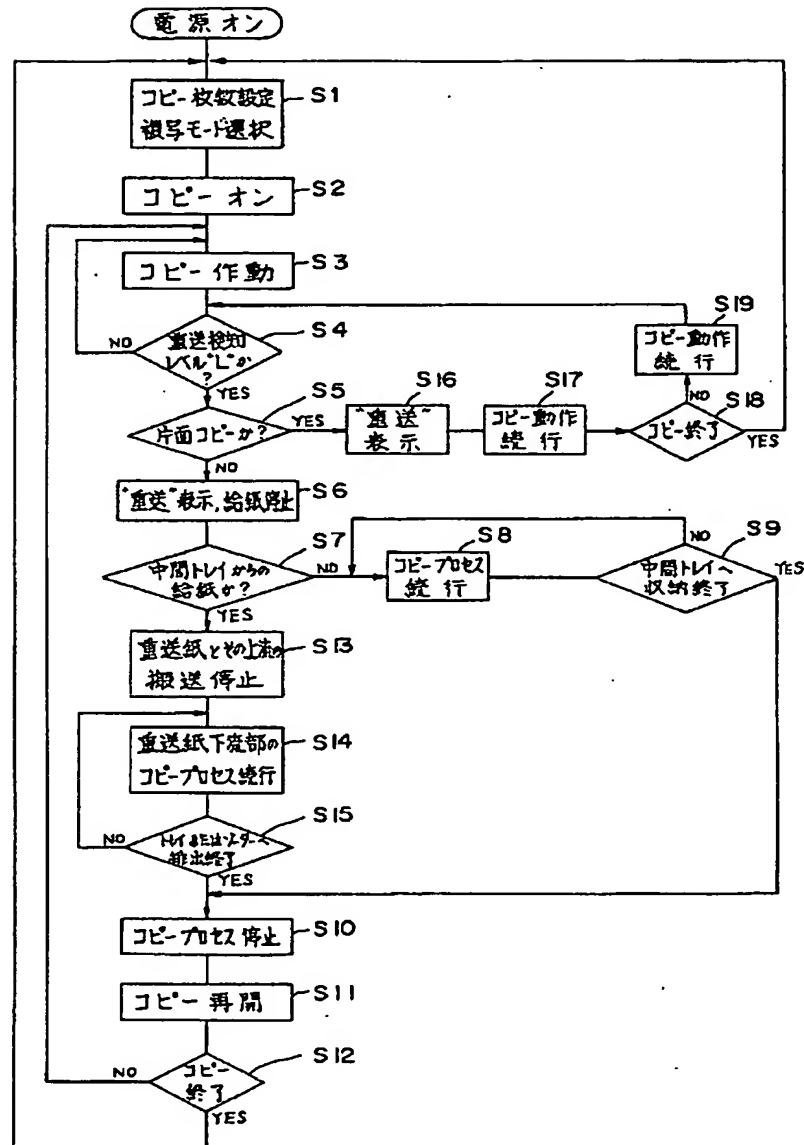 電源オン
コピー枚数設定
複写モード選択
S1
コピーオン
S2
コピー作動
S3
重送検知
レベル"L"か
?
S4
NO
YES
片面コピーか?
S5
YES
NO
"重送"
表示
S16
コピー動作
続行
S17
コピー終了
S18
NO
YES
コピー動作
続行
S19
"重送"表示,給紙停止
S6
中間トレイからの
給紙か?
S7
NO
YES
コピープロセス
続行
S8
中間トレイへ
収納終了
S9
NO
YES
重送紙とその上流の
搬送停止
S13
重送紙下流部の
コピープロセス続行
S14
トレイまたはソーターへ
排出終了
S15
NO
YES
コピープロセス停止
S10
コピー再開
S11
コピー
終了
S12
NO
YES